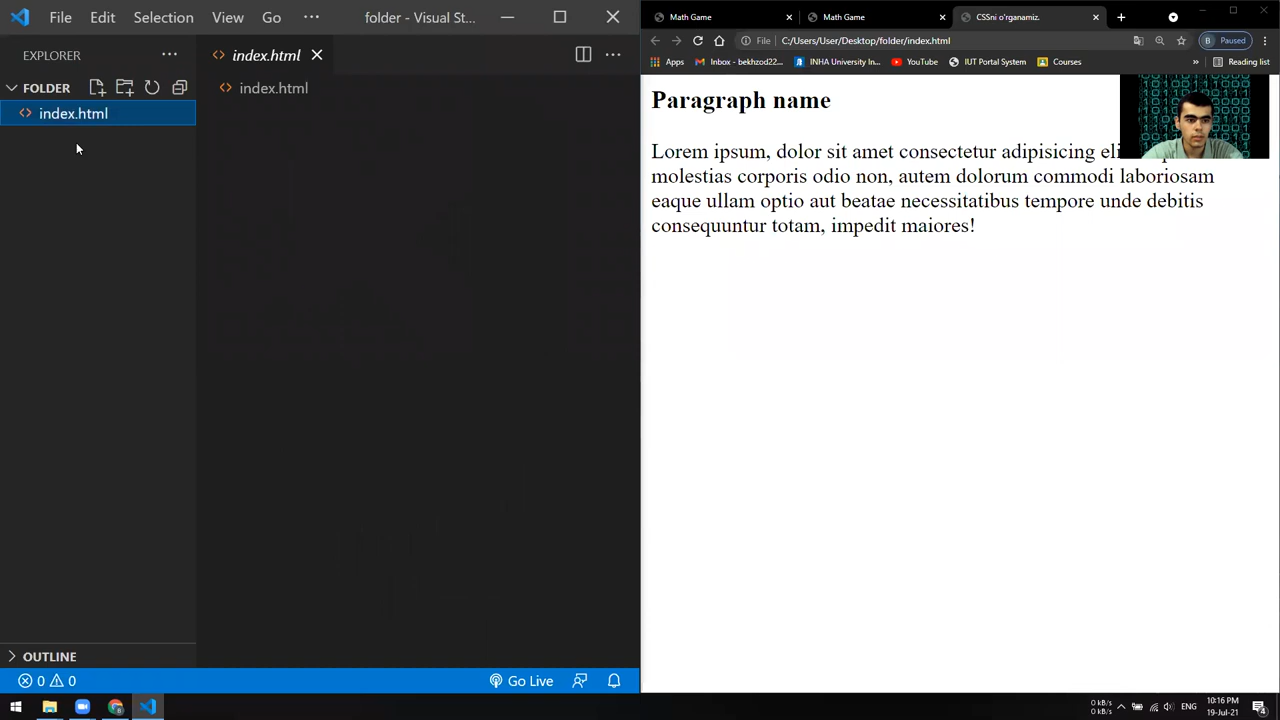 File Edit Selection View Go ··· folder - Visual St...
EXPLORER ···
FOLDER
index.html
index.html
index.html
OUTLINE
0 0 Go Live
Math Game
Math Game
CSSni o'rganamiz.
File C:/Users/User/Desktop/folder/index.html
Paused
Apps Inbox - bekhzod22... INHA University In... YouTube IUT Portal System Courses » Reading list
Paragraph name
Lorem ipsum, dolor sit amet consectetur adipisicing eli
molestias corporis odio non, autem dolorum commodi laboriosam
eaque ullam optio aut beatae necessitatibus tempore unde debitis
consequuntur totam, impedit maiores!
0 kB/s
0 kB/s
ENG
10:16 PM
19-Jul-21